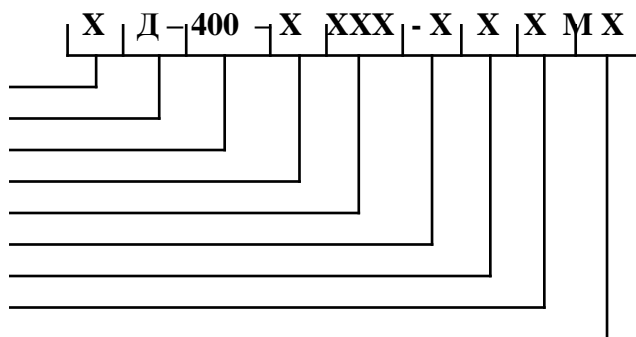 Х Д – 400 – Х ХХХ - Х Х Х М Х